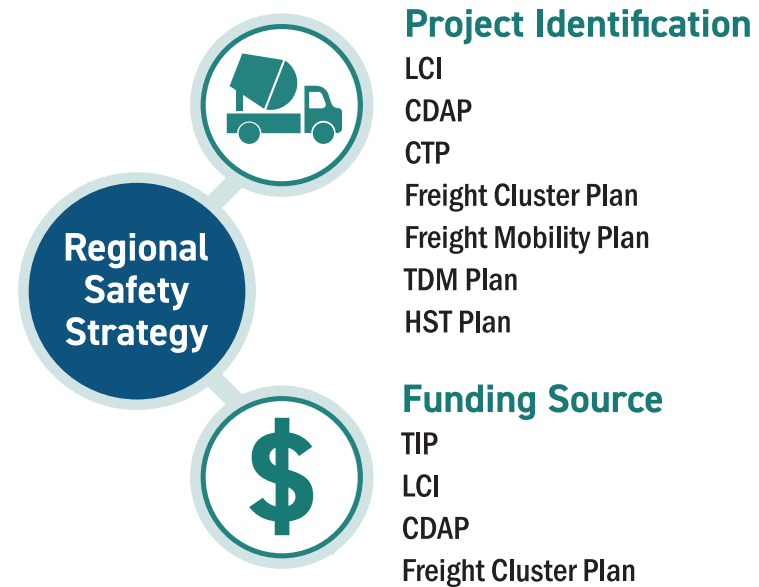 Regional
Safety
Strategy
Project Identification
LCI
CDAP
CTP
Freight Cluster Plan
Freight Mobility Plan
TDM Plan
HST Plan
$
Funding Source
TIP
LCI
CDAP
Freight Cluster Plan